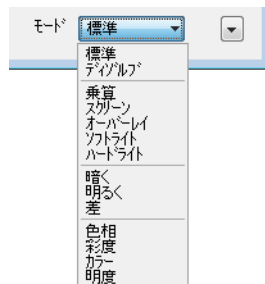 モード 標準
標準
ディゾルブ
乗算
スクリーン
オーバーレイ
ソフトライト
ハードライト
暗く
明るく
差
色相
彩度
カラー
明度